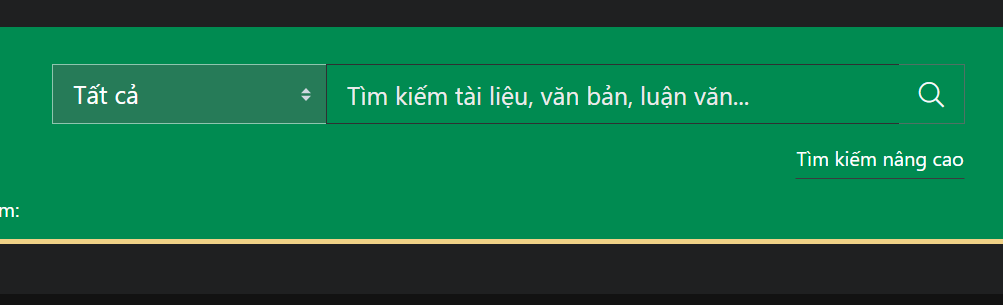 Tất cả
Tìm kiếm tài liệu, văn bản, luận văn...
Tìm kiếm nâng cao
m: